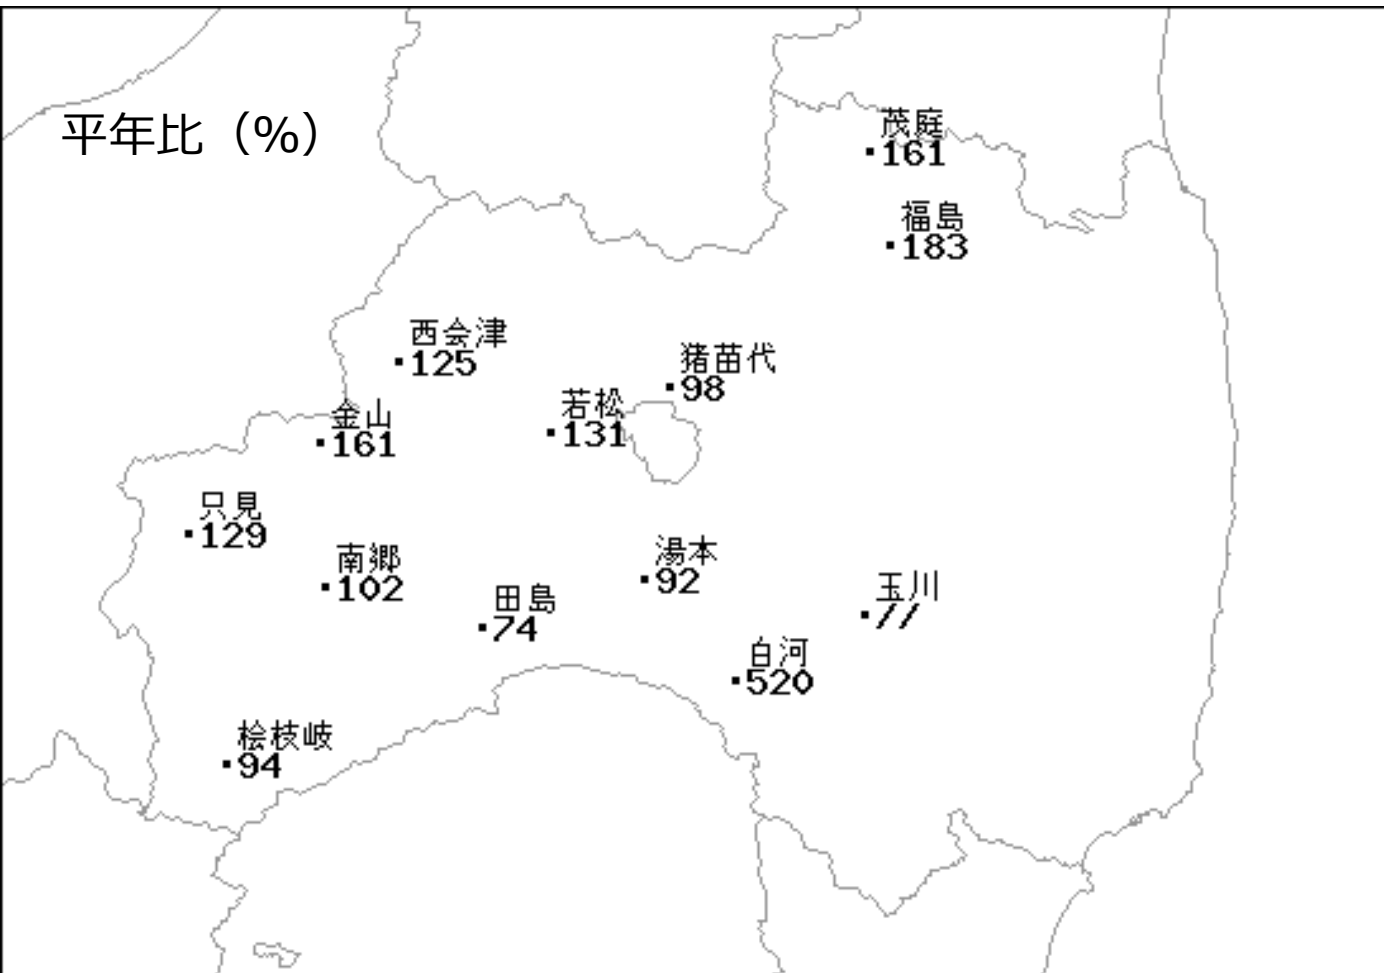 平年比（%）
茂庭
161
福島
183
西会津
125
猪苗代
98
若松
131
金山
161
只見
129
南郷
102
湯本
92
田島
74
玉川
//
白河
520
桧枝岐
94